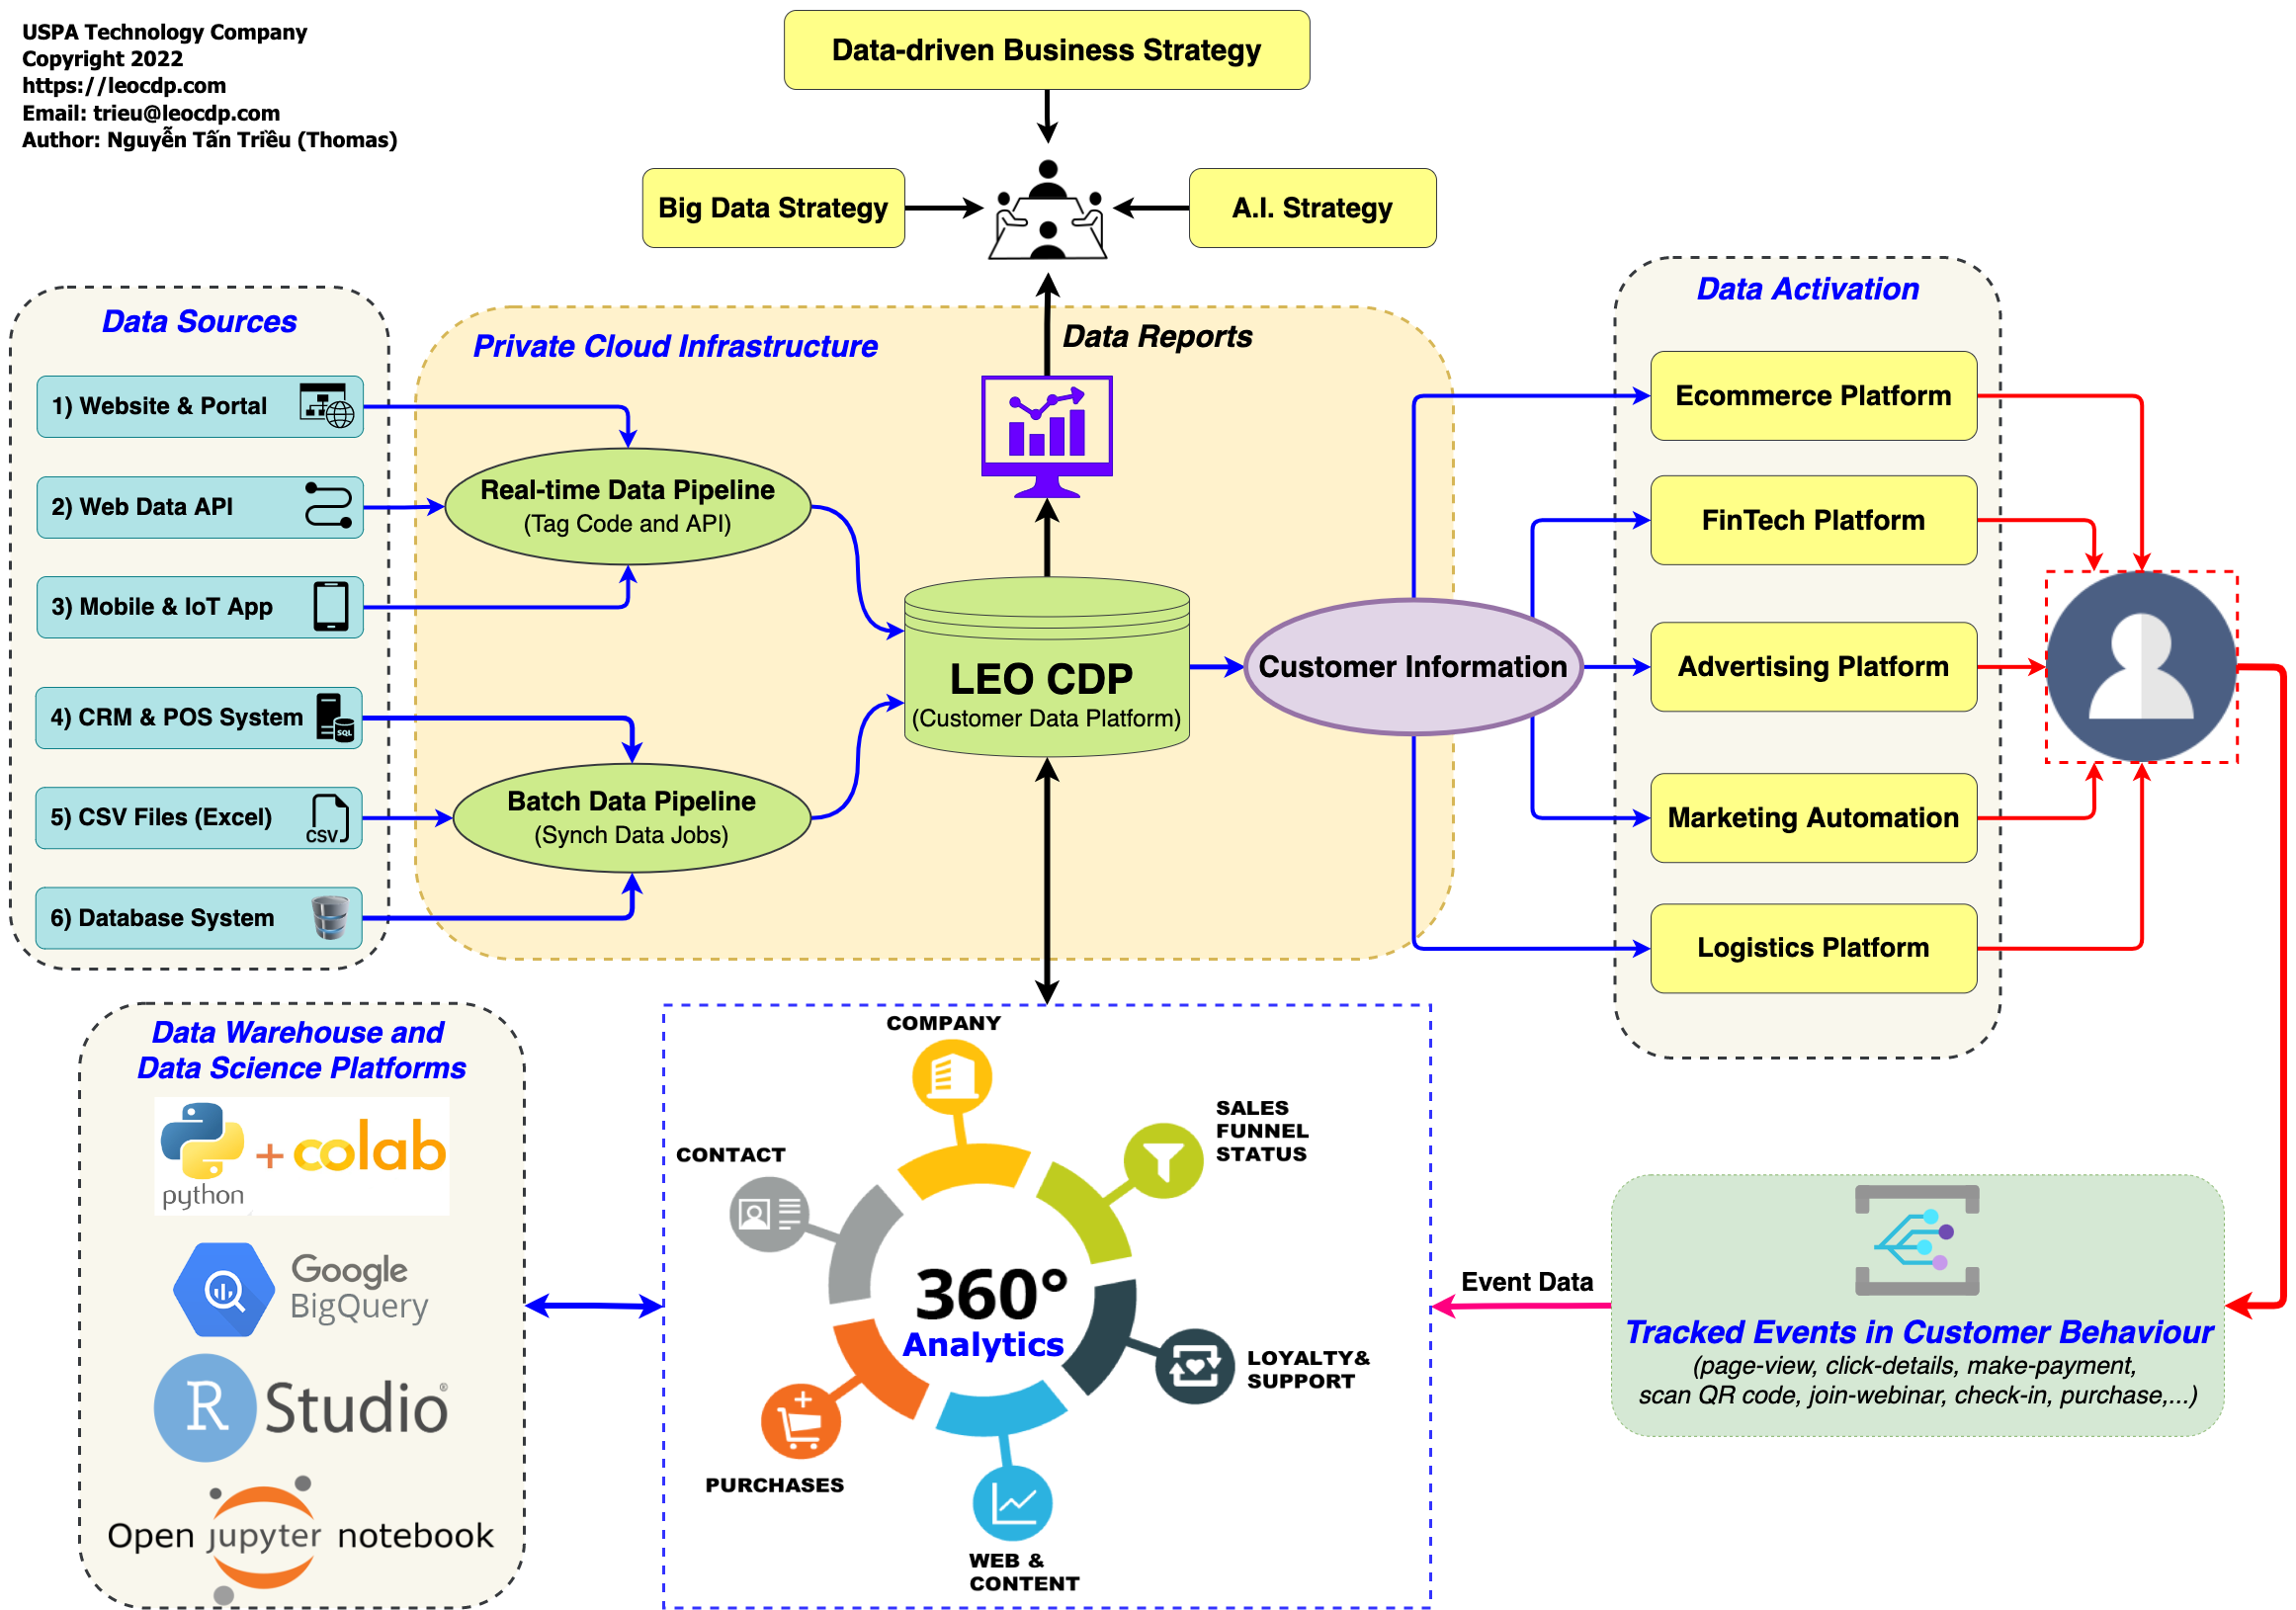 USPA Technology Company
Copyright 2022
https://leocdp.com
Email: trieu@leocdp.com
Author: Nguyễn Tấn Triều (Thomas)
Data-driven Business Strategy
Big Data Strategy
A.I. Strategy
Data Sources
1) Website & Portal
2) Web Data API
3) Mobile & IoT App
4) CRM & POS System
SQL
5) CSV Files (Excel)
CSV
6) Database System
Private Cloud Infrastructure
Data Reports
Real-time Data Pipeline
(Tag Code and API)
Batch Data Pipeline
(Synch Data Jobs)
LEO CDP
(Customer Data Platform)
Customer Information
Data Activation
Ecommerce Platform
FinTech Platform
Advertising Platform
Marketing Automation
Logistics Platform
Data Warehouse and
Data Science Platforms
python
+ colab
Google
BigQuery
R Studio®
Open jupyter notebook
COMPANY
SALES
FUNNEL
STATUS
CONTACT
360°
Analytics
LOYALTY&
SUPPORT
PURCHASES
WEB &
CONTENT
Event Data
Tracked Events in Customer Behaviour
(page-view, click-details, make-payment,
scan QR code, join-webinar, check-in, purchase,...)